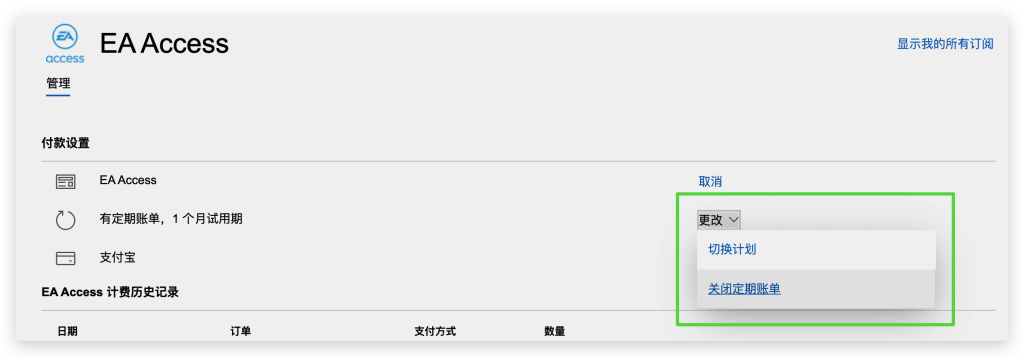 EA
access
EA Access
显示我的所有订阅
管理
付款设置
EA Access
取消
有定期账单，1 个月试用期
更改
支付宝
切换计划
关闭定期账单
EA Access 计费历史记录
日期 订单 支付方式 数量